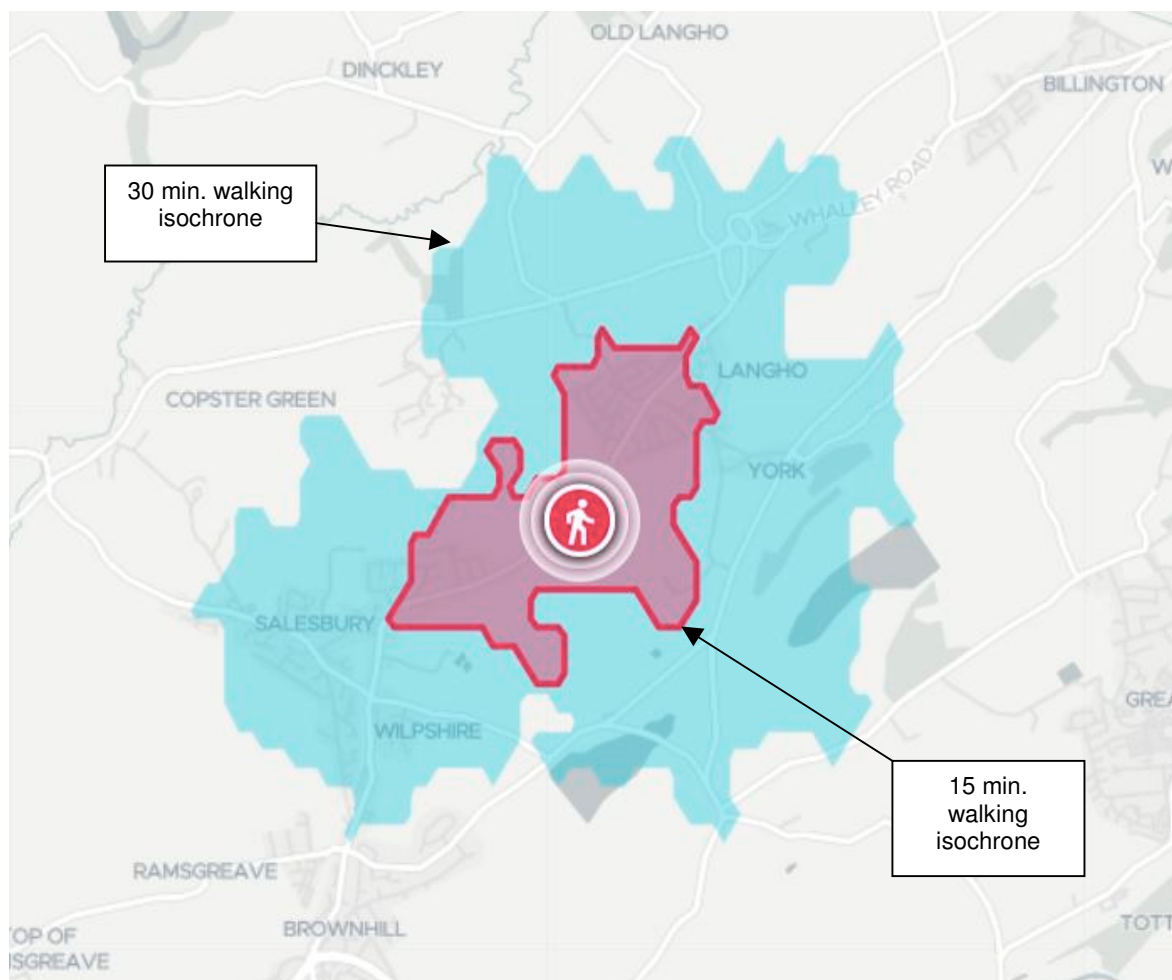 OLD LANGHO
DINCKLEY
BILLINGTON
30 min. walking
isochrone
WHALLEY ROAD
LANGHO
COPSTER GREEN
YORK
SALESBURY
WILPSHIRE
15 min.
walking
isochrone
RAMSGREAVE
BROWNHILL
GREA
TOTT
TOP OF
SGREAVE
W